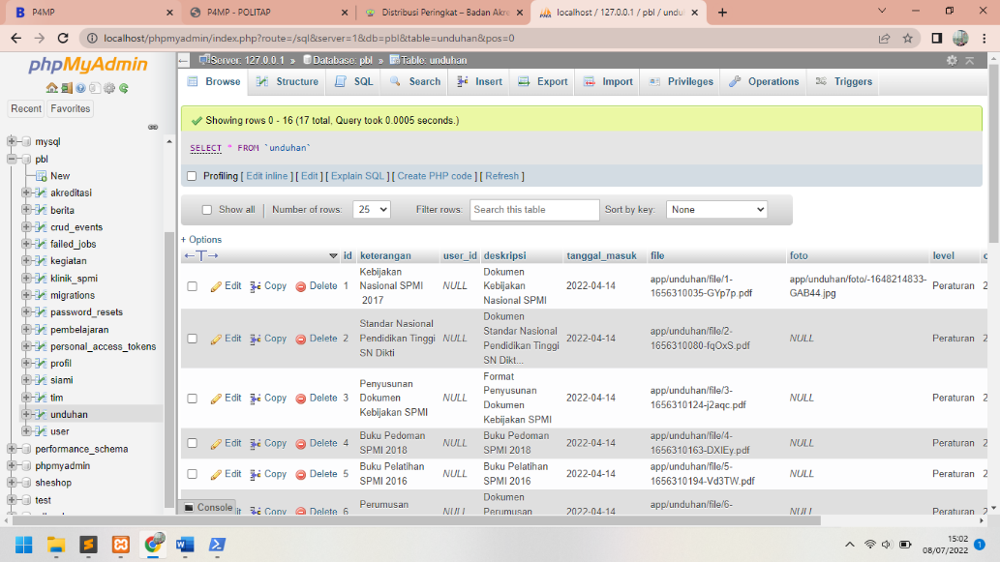 P4MP
P4MP - POLITAP
Distribusi Peringkat – Badan Akre
localhost / 127.0.0.1 / pbl / undu
localhost/phpmyadmin/index.php?route=/sql&server=1&db=pbl&table=unduhan&pos=0
phpMyAdmin
Recent
Favorites
mysql
pbl
New
akreditasi
berita
crud_events
failed_jobs
kegiatan
klinik_spmi
migrations
password_resets
pembelajaran
personal_access_tokens
profil
siami
tim
unduhan
user
performance_schema
phpmyadmin
sheshop
test
Server: 127.0.0.1 » Database: pbl » Table: unduhan
Browse Structure SQL Search Insert Export Import Privileges Operations Triggers
Showing rows 0 - 16 (17 total, Query took 0.0005 seconds.)
SELECT * FROM `unduhan`
Profiling [ Edit inline ] [ Edit ] [ Explain SQL ] [ Create PHP code ] [ Refresh ]
Show all Number of rows: 25 Filter rows: Search this table Sort by key: None
+ Options
←T→ id keterangan user_id deskripsi tanggal_masuk file foto level
Edit Copy Delete 1 Kebijakan Nasional SPMI 2017 NULL Dokumen Kebijakan Nasional SPMI 2022-04-14 app/unduhan/file/1-1656310035-GYp7p.pdf app/unduhan/foto/-1648214833-GAB44.jpg Peraturan 2
Edit Copy Delete 2 Standar Nasional Pendidikan Tinggi SN Dikti NULL Dokumen Standar Nasional Pendidikan Tinggi SN Dikt... 2022-04-14 app/unduhan/file/2-1656310080-fqOxS.pdf NULL Peraturan 2
Edit Copy Delete 3 Penyusunan Dokumen Kebijakan SPMI NULL Format Penyusunan Dokumen Kebijakan SPMI 2022-04-14 app/unduhan/file/3-1656310124-j2aqc.pdf NULL Peraturan 2
Edit Copy Delete 4 Buku Pedoman SPMI 2018 NULL Buku Pedoman SPMI 2018 2022-04-14 app/unduhan/file/4-1656310163-DXIEy.pdf NULL Peraturan 2
Edit Copy Delete 5 Buku Pelatihan SPMI 2016 NULL Buku Pelatihan SPMI 2016 2022-04-14 app/unduhan/file/5-1656310194-Vd3TW.pdf NULL Peraturan 2
Copy Delete 6 Perumusan NULL Dokumen Perumusan 2022-04-14 app/unduhan/file/6- NULL Peraturan 2
Console
15:02
08/07/2022
1